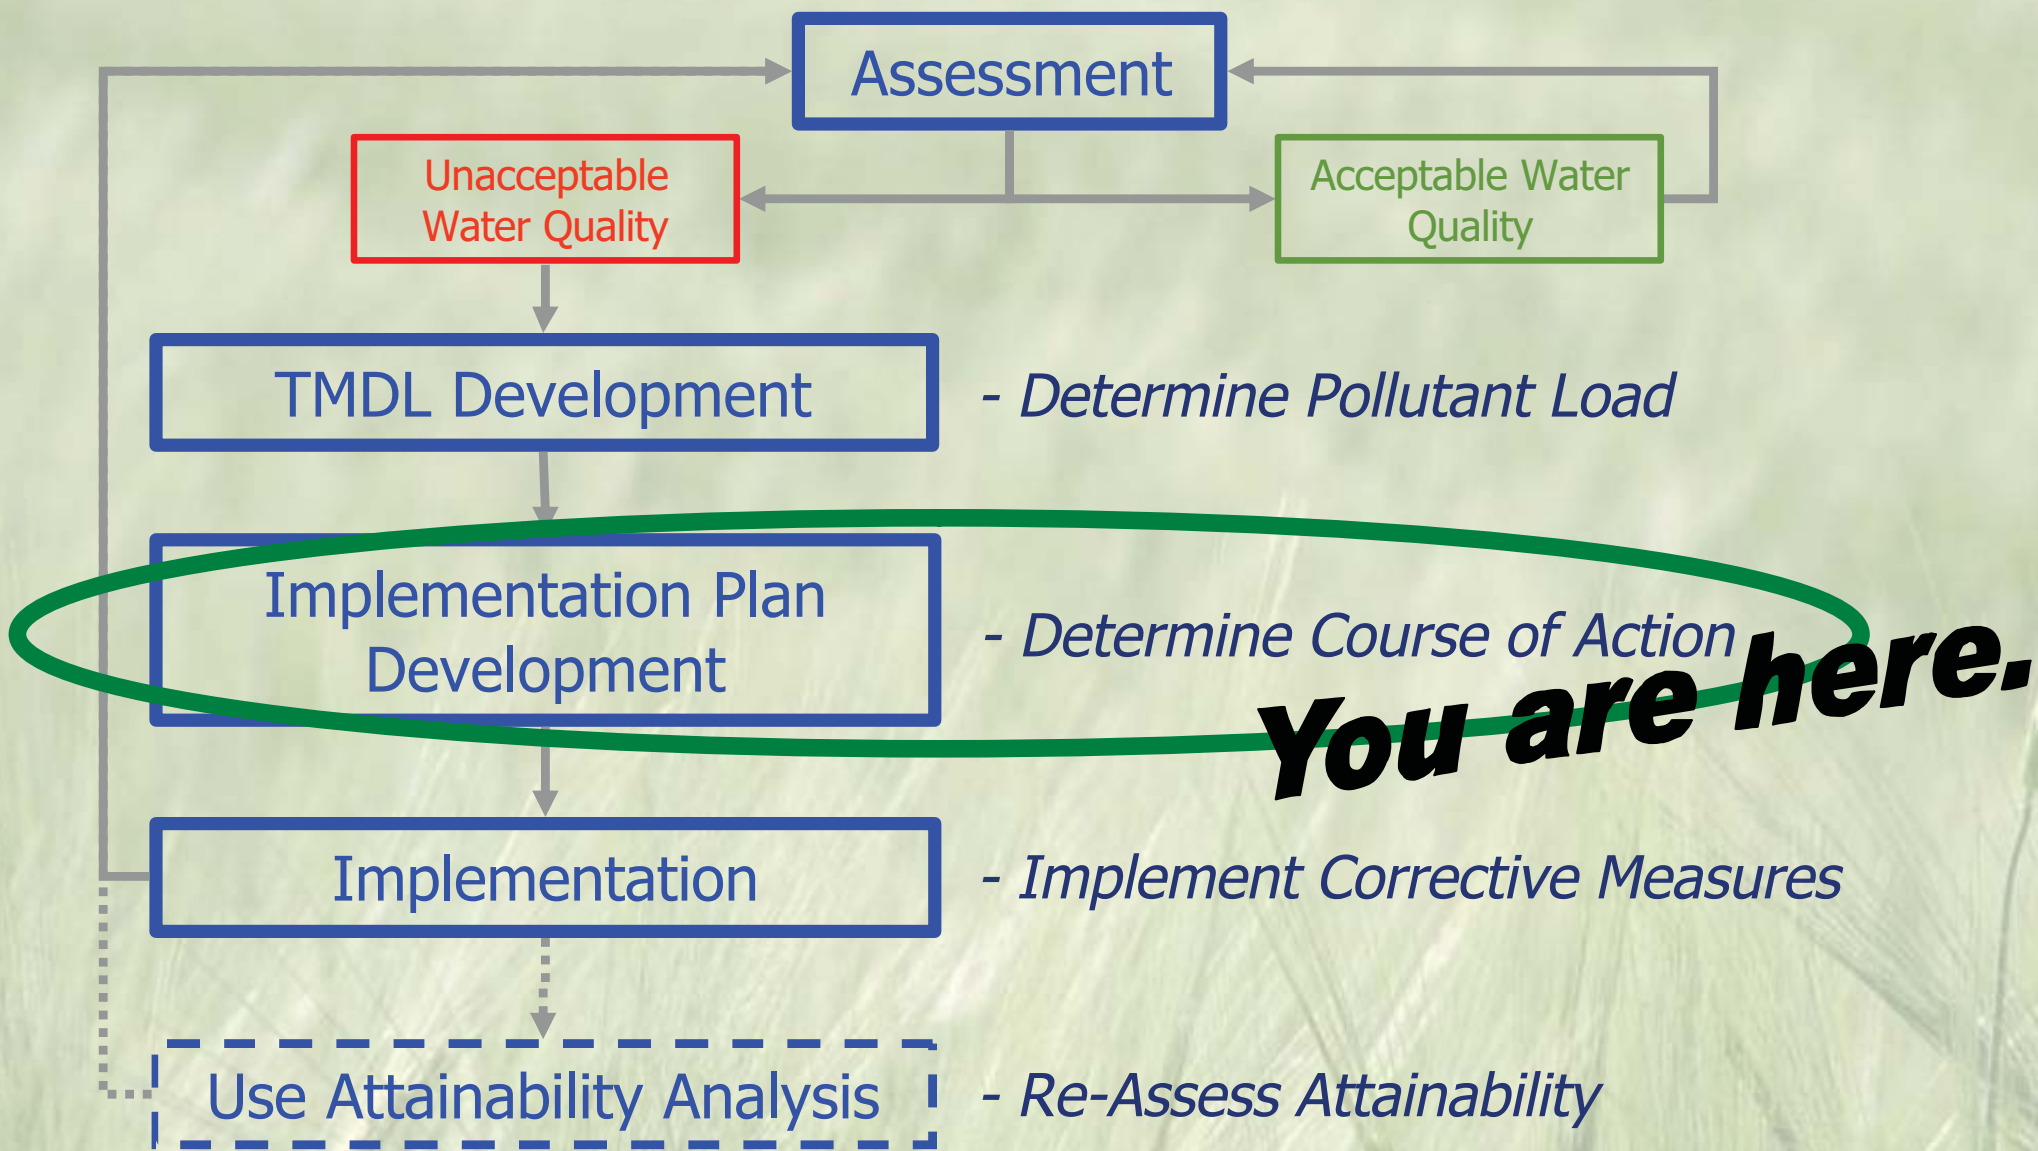 Assessment
Unacceptable
Water Quality
Acceptable Water
Quality
TMDL Development
- Determine Pollutant Load
Implementation Plan
Development
- Determine Course of Action
You are here.
Implementation
- Implement Corrective Measures
Use Attainability Analysis
- Re-Assess Attainability